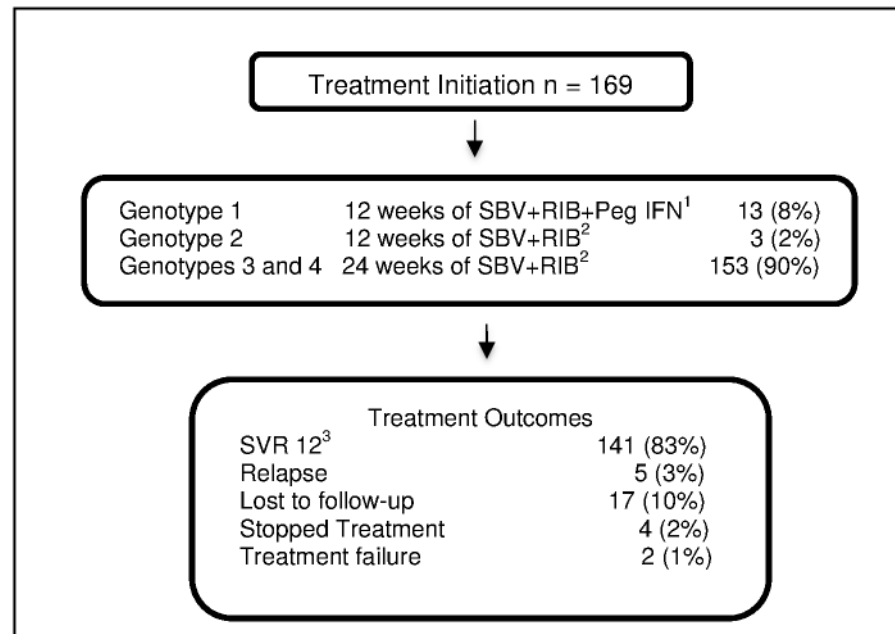 Treatment Initiation n = 169
Genotype 1 12 weeks of SBV+RIB+Peg IFN¹ 13 (8%)
Genotype 2 12 weeks of SBV+RIB² 3 (2%)
Genotypes 3 and 4 24 weeks of SBV+RIB² 153 (90%)
Treatment Outcomes
SVR 12³ 141 (83%)
Relapse 5 (3%)
Lost to follow-up 17 (10%)
Stopped Treatment 4 (2%)
Treatment failure 2 (1%)